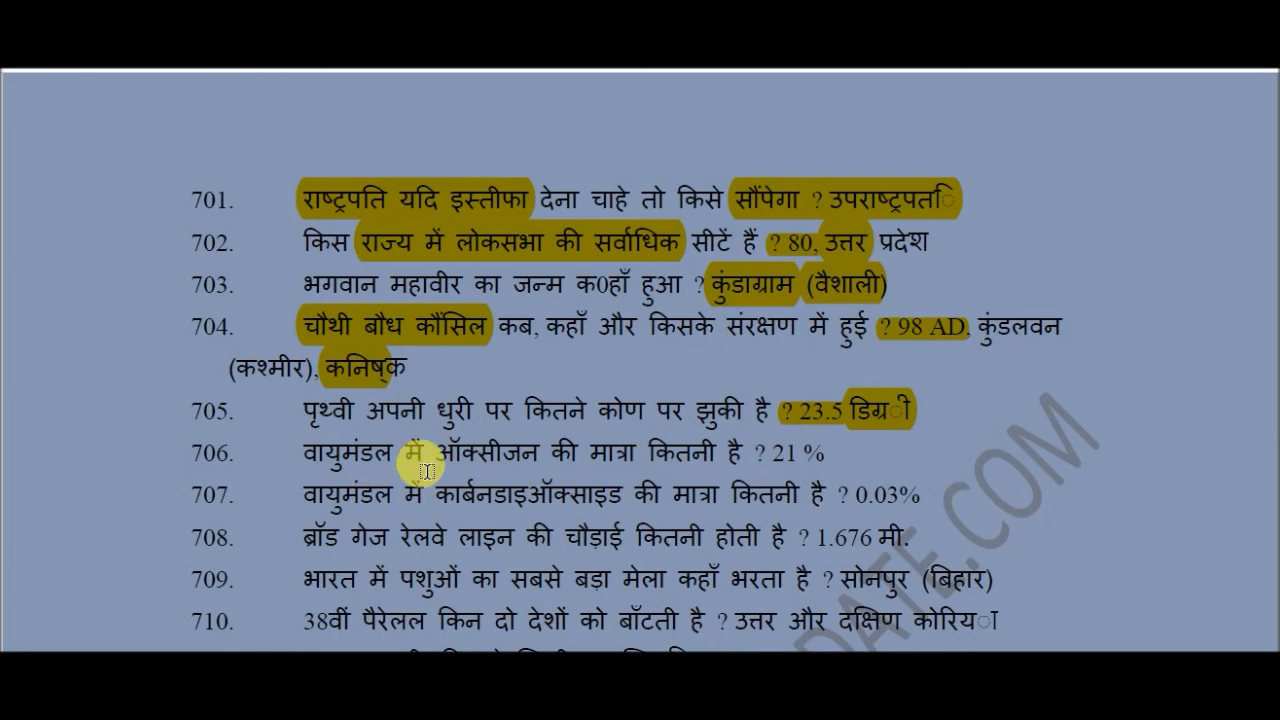 701. राष्ट्रपति यदि इस्तीफा देना चाहे तो किसे सौंपेगा ? उपराष्ट्रपति
702. किस राज्य में लोकसभा की सर्वाधिक सीटें हैं ? 80, उत्तर प्रदेश
703. भगवान महावीर का जन्म क0हाँ हुआ ? कुंडाग्राम (वैशाली)
704. चौथी बौध कौंसिल कब, कहाँ और किसके संरक्षण में हुई ? 98 AD, कुंडलवन
(कश्मीर), कनिष्क
705. पृथ्वी अपनी धुरी पर कितने कोण पर झुकी है ? 23.5 डिग्री
706. वायुमंडल में ऑक्सीजन की मात्रा कितनी है ? 21 %
707. वायुमंडल में कार्बनडाइऑक्साइड की मात्रा कितनी है ? 0.03%
708. ब्रॉड गेज रेलवे लाइन की चौड़ाई कितनी होती है ? 1.676 मी.
709. भारत में पशुओं का सबसे बड़ा मेला कहाँ भरता है ? सोनपुर (बिहार)
710. 38वीं पैरेलल किन दो देशों को बाँटती है ? उत्तर और दक्षिण कोरियॉ
DATE.COM